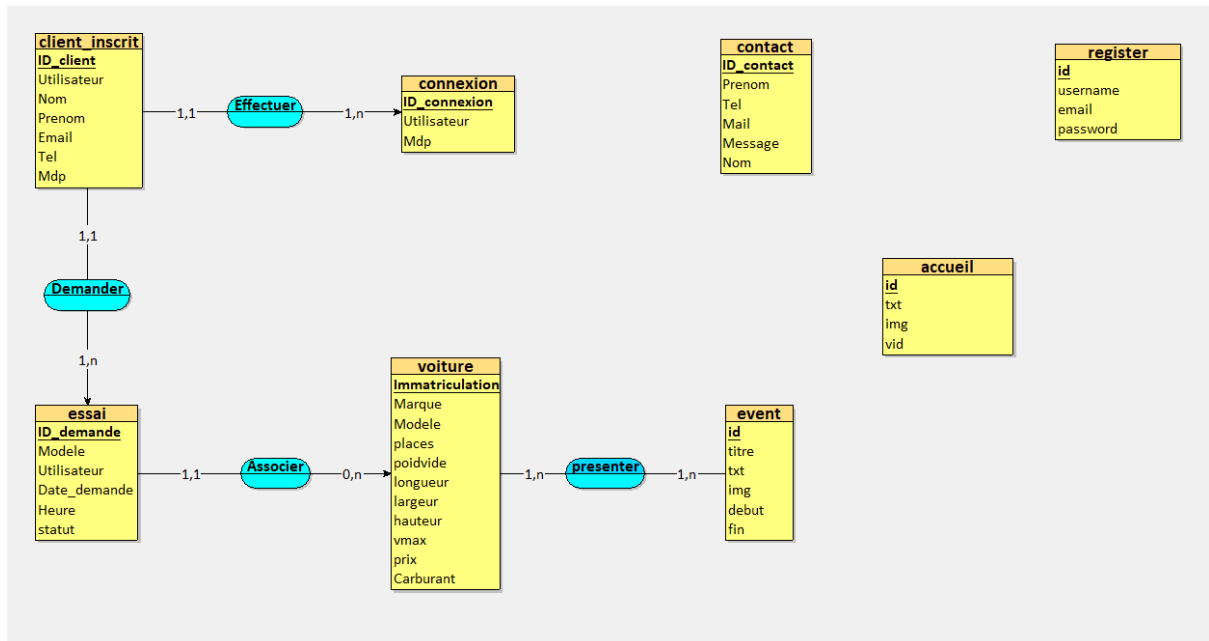 client_inscrit
ID_client
Utilisateur
Nom
Prenom
Email
Tel
Mdp
1,1
Effectuer
1,n
connexion
ID_connexion
Utilisateur
Mdp
contact
ID_contact
Prenom
Tel
Mail
Message
Nom
register
id
username
email
password
1,1
Demander
1,n
accueil
id
txt
img
vid
essai
ID_demande
Modele
Utilisateur
Date_demande
Heure
statut
1,1
Associer
0,n
voiture
Immatriculation
Marque
Modele
places
poidvide
longueur
largeur
hauteur
vmax
prix
Carburant
1,n
presenter
1,n
event
id
titre
txt
img
debut
fin